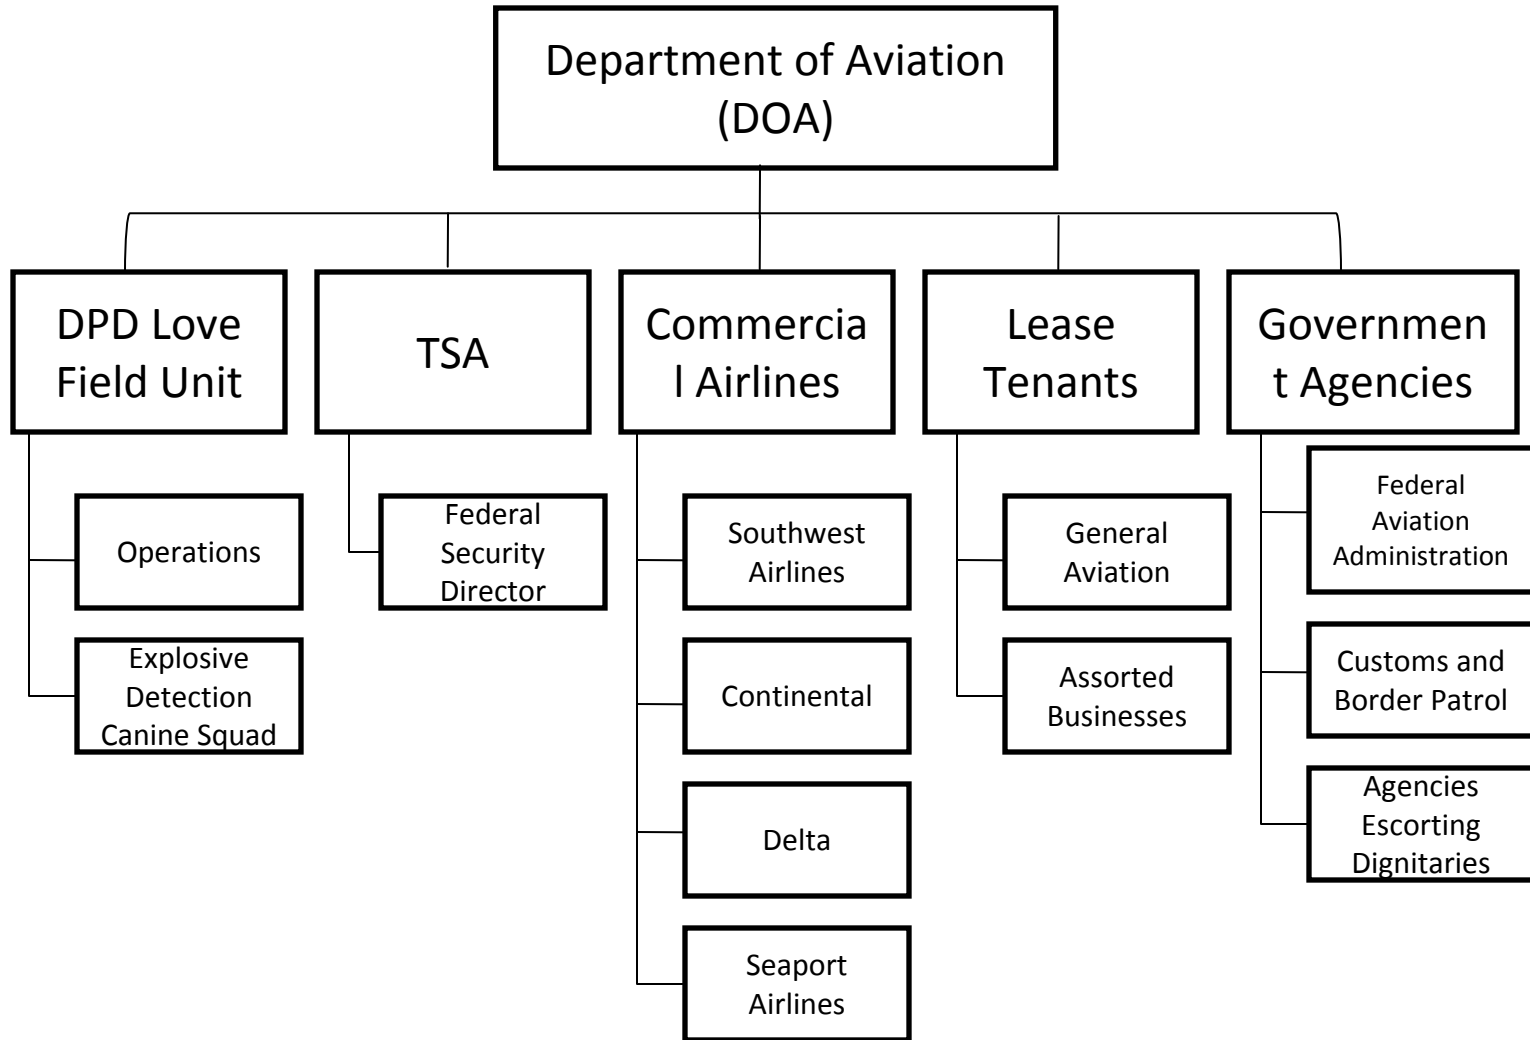 Department of Aviation
(DOA)
DPD Love
Field Unit
TSA
Commercia
l Airlines
Lease
Tenants
Governmen
t Agencies
Operations
Explosive
Detection
Canine Squad
Federal
Security
Director
Southwest
Airlines
Continental
Delta
Seaport
Airlines
General
Aviation
Assorted
Businesses
Federal
Aviation
Administration
Customs and
Border Patrol
Agencies
Escorting
Dignitaries